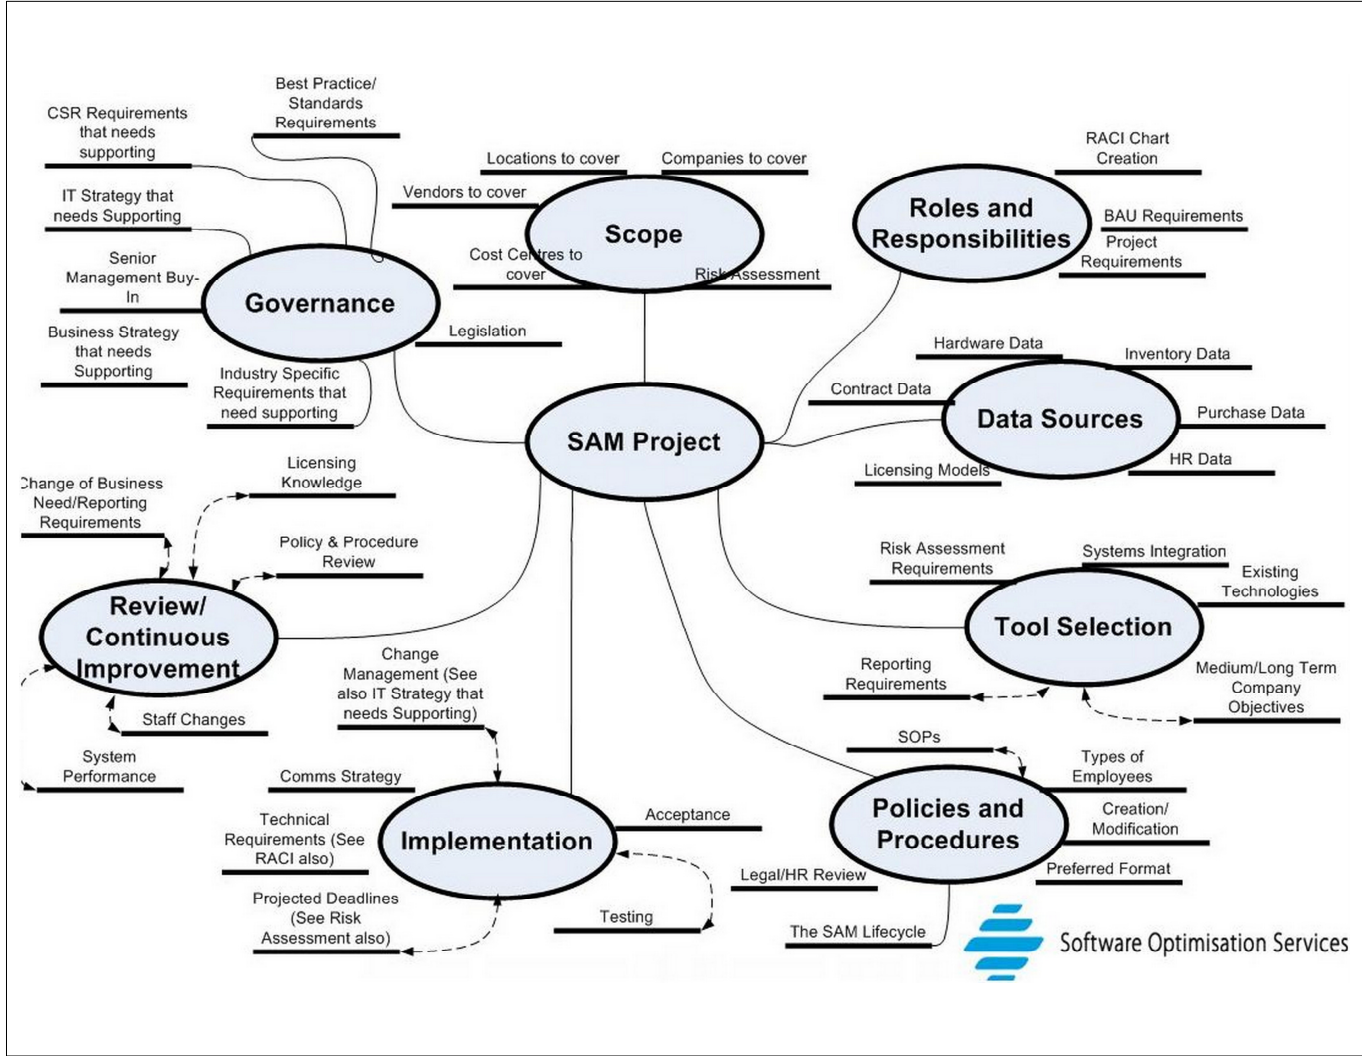 Best Practice/
Standards
Requirements
CSR Requirements
that needs
supporting
IT Strategy that
needs Supporting
Senior
Management Buy-
In
Business Strategy
that needs
Supporting
Governance
Legislation
Industry Specific
Requirements that
need supporting
Locations to cover
Companies to cover
Vendors to cover
Scope
Cost Centres to
cover
Risk Assessment
RACI Chart
Creation
Roles and
Responsibilities
BAU Requirements
Project
Requirements
Hardware Data
Inventory Data
Contract Data
Data Sources
Purchase Data
Licensing Models
HR Data
SAM Project
Licensing
Knowledge
Change of Business
Need/Reporting
Requirements
Policy & Procedure
Review
Review/
Continuous
Improvement
Staff Changes
System
Performance
Risk Assessment
Requirements
Systems Integration
Existing
Technologies
Tool Selection
Reporting
Requirements
Medium/Long Term
Company
Objectives
Change
Management (See
also IT Strategy that
needs Supporting)
Comms Strategy
Technical
Requirements (See
RACI also)
Implementation
Acceptance
Projected Deadlines
(See Risk
Assessment also)
Testing
SOPs
Types of
Employees
Policies and
Procedures
Creation/
Modification
Legal/HR Review
Preferred Format
The SAM Lifecycle
Software Optimisation Services